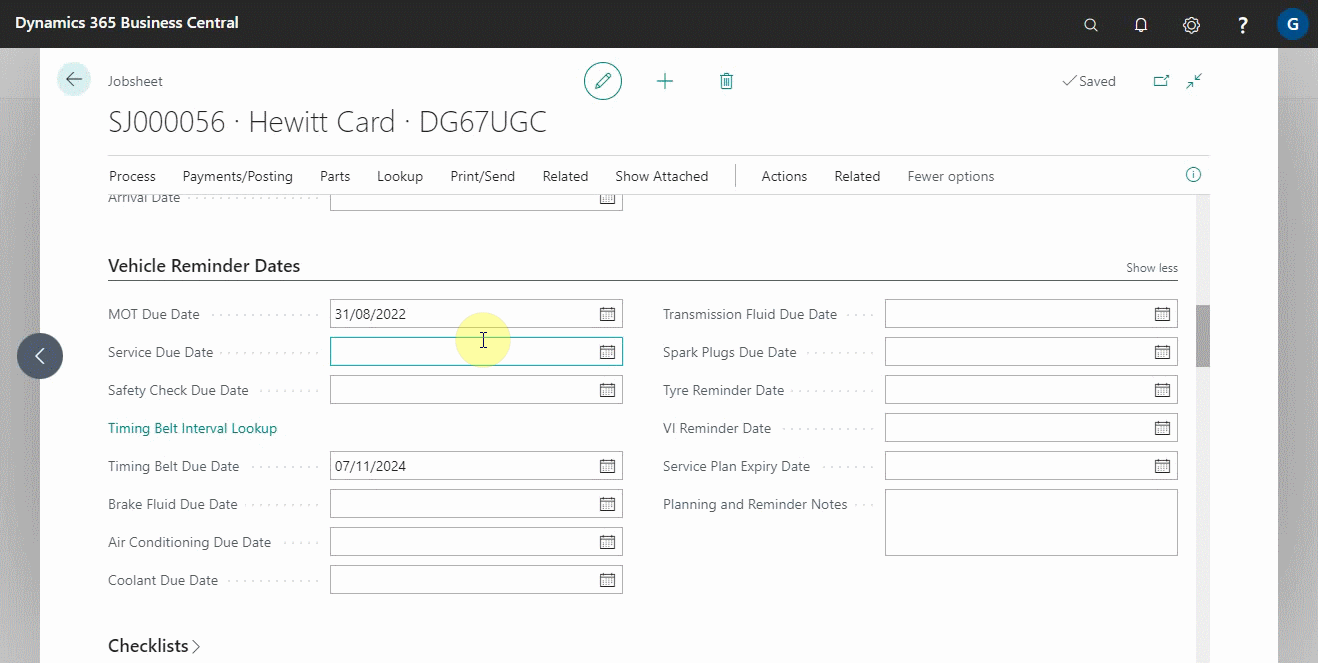 Dynamics 365 Business Central
?
G
Jobsheet
Saved
SJ000056 · Hewitt Card · DG67UGC
Process Payments/Posting Parts Lookup Print/Send Related Show Attached Actions Related Fewer options
Arrival Date
Vehicle Reminder Dates
Show less
MOT Due Date 31/08/2022
Service Due Date
Safety Check Due Date
Timing Belt Interval Lookup
Timing Belt Due Date 07/11/2024
Brake Fluid Due Date
Air Conditioning Due Date
Coolant Due Date
Transmission Fluid Due Date
Spark Plugs Due Date
Tyre Reminder Date
VI Reminder Date
Service Plan Expiry Date
Planning and Reminder Notes
Checklists